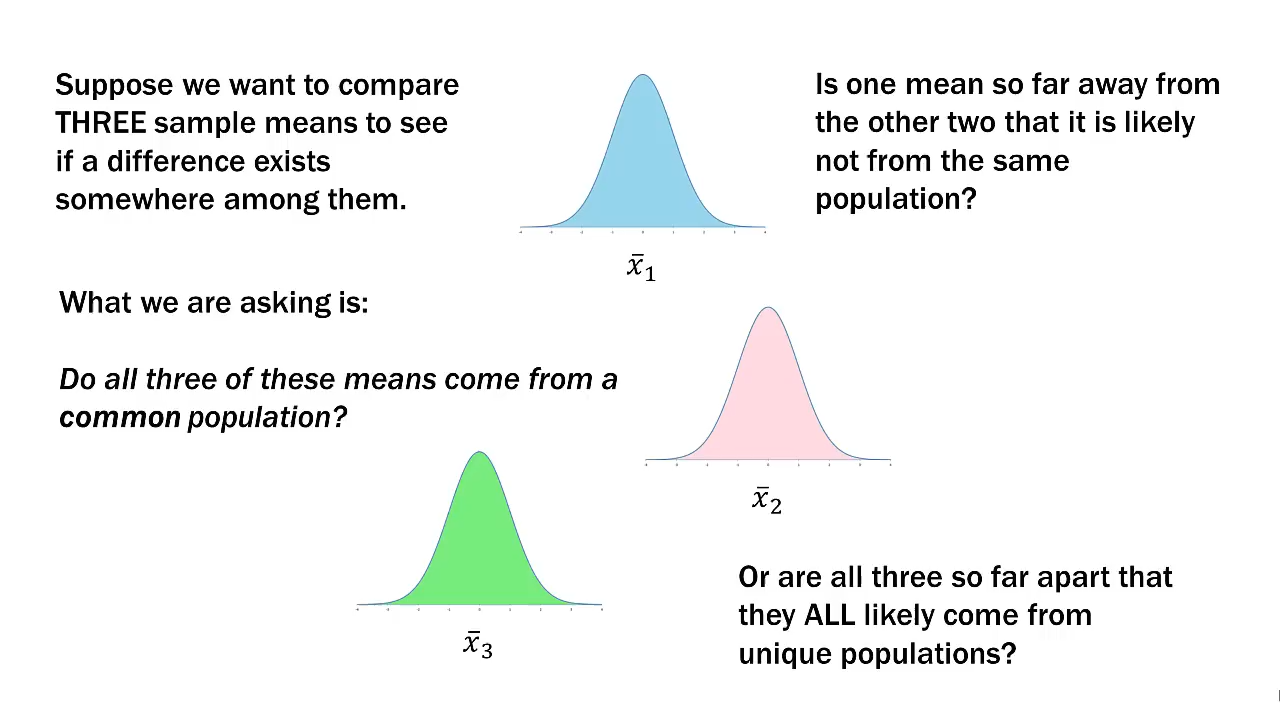 Suppose we want to compare
THREE sample means to see
if a difference exists
somewhere among them.
Is one mean so far away from
the other two that it is likely
not from the same
population?
x̄₁
What we are asking is:
Do all three of these means come from a
common population?
x̄₂
x̄₃
Or are all three so far apart that
they ALL likely come from
unique populations?